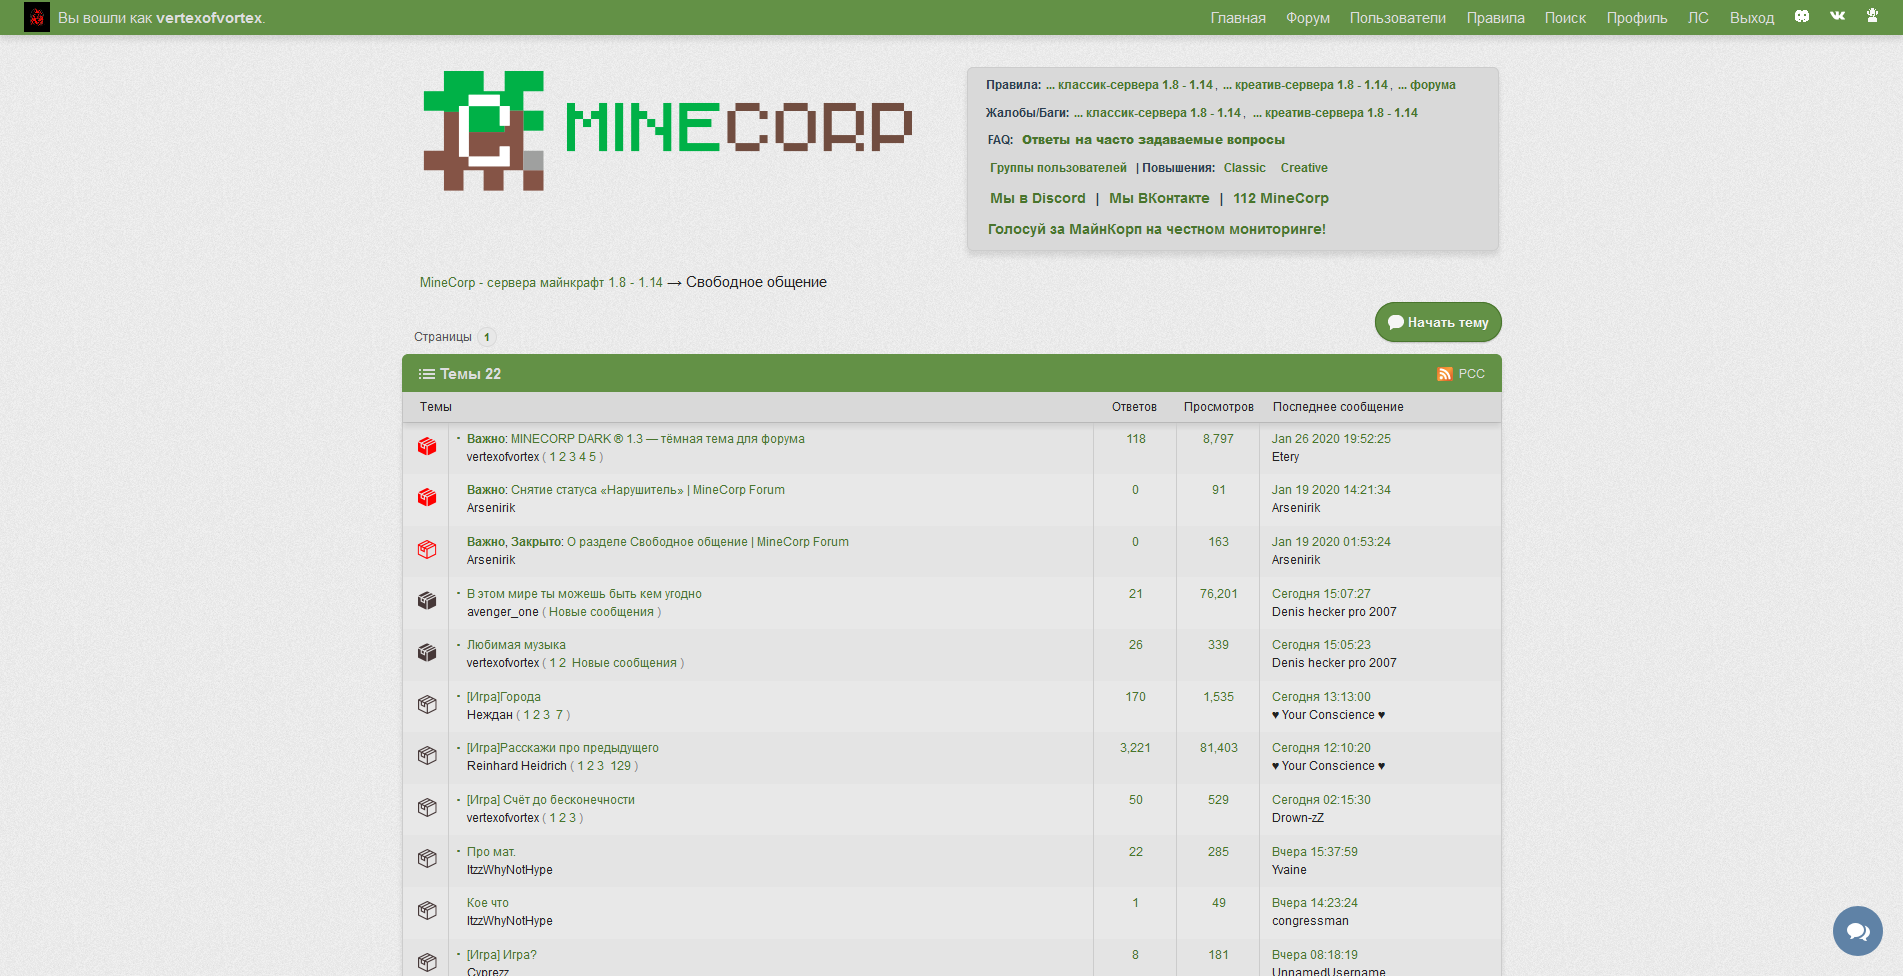 Вы вошли как vertexofvortex.
Главная Форум Пользователи Правила Поиск Профиль ЛС Выход
MINECORP
Правила: ... классик-сервера 1.8 - 1.14 , ... креатив-сервера 1.8 - 1.14 , ... форума
Жалобы/Баги: ... классик-сервера 1.8 - 1.14 , ... креатив-сервера 1.8 - 1.14
FAQ: Ответы на часто задаваемые вопросы
Группы пользователей | Повышения: Classic Creative
Мы в Discord | Мы ВКонтакте | 112 MineCorp
Голосуй за МайнКорп на честном мониторинге!
MineCorp - сервера майнкрафт 1.8 - 1.14 → Свободное общение
Начать тему
Страницы 1
Темы 22
РСС
Темы Ответов Просмотров Последнее сообщение
Важно: MINECORP DARK ® 1.3 — тёмная тема для форума 118 8,797 Jan 26 2020 19:52:25
vertexofvortex ( 1 2 3 4 5 ) Etery
Важно: Снятие статуса «Нарушитель» | MineCorp Forum 0 91 Jan 19 2020 14:21:34
Arsenirik Arsenirik
Важно, Закрыто: О разделе Свободное общение | MineCorp Forum 0 163 Jan 19 2020 01:53:24
Arsenirik Arsenirik
В этом мире ты можешь быть кем угодно 21 76,201 Сегодня 15:07:27
avenger_one ( Новые сообщения ) Denis hecker pro 2007
Любимая музыка 26 339 Сегодня 15:05:23
vertexofvortex ( 1 2 Новые сообщения ) Denis hecker pro 2007
[Игра]Города 170 1,535 Сегодня 13:13:00
Неждан ( 1 2 3 7 ) ♥ Your Conscience ♥
[Игра]Расскажи про предыдущего 3,221 81,403 Сегодня 12:10:20
Reinhard Heidrich ( 1 2 3 129 ) ♥ Your Conscience ♥
[Игра] Счёт до бесконечности 50 529 Сегодня 02:15:30
vertexofvortex ( 1 2 3 ) Drown-zZ
Про мат. 22 285 Вчера 15:37:59
ItzzWhyNotHype Yvaine
Кое что 1 49 Вчера 14:23:24
ItzzWhyNotHype congressman
[Игра] Игра? 8 181 Вчера 08:18:19
Cyprezz UnnamedUsername